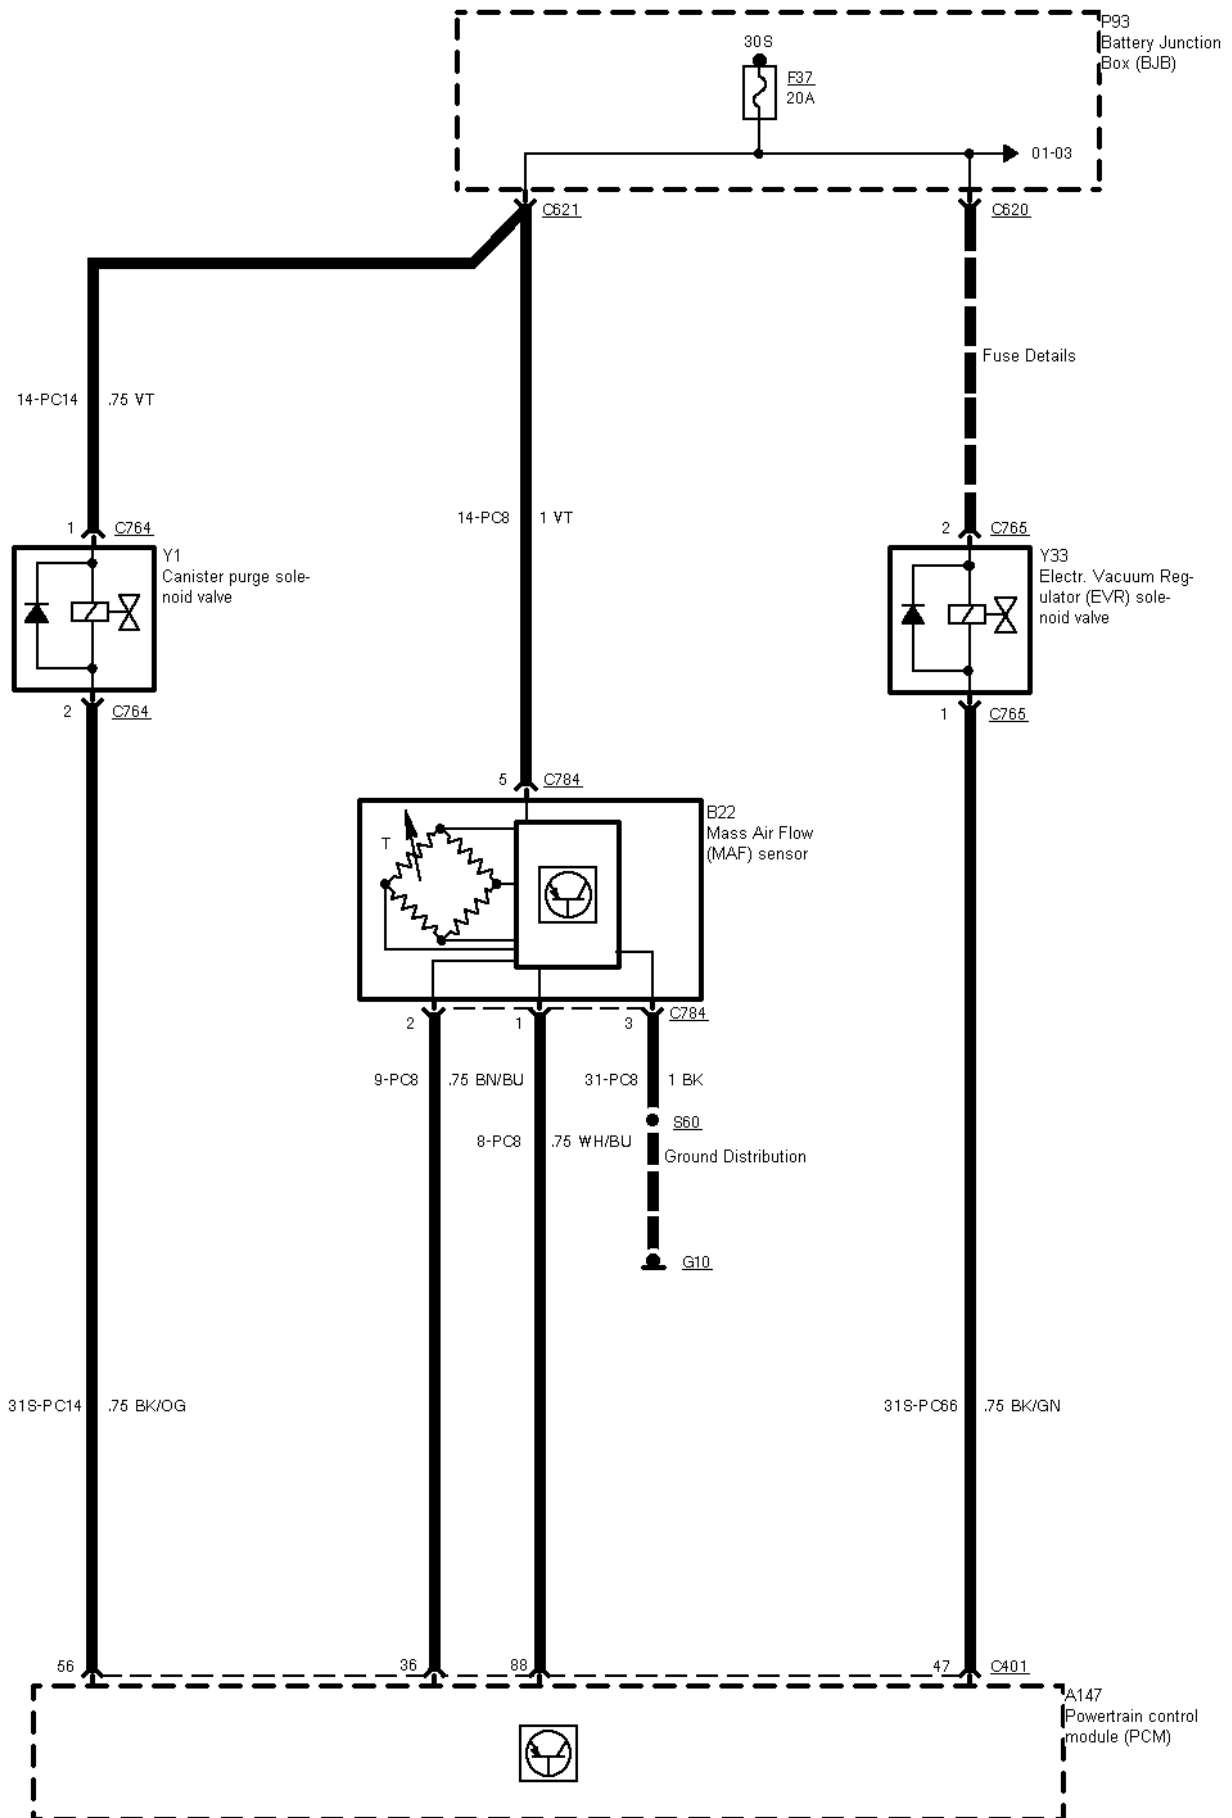 P93
Battery Junction
Box (BJB)
30S
F37
20A
01-03
C621
C620
Fuse Details
14-PC14 .75 VT
14-PC8 1 VT
1 C764
2 C765
Y1
Canister purge sole-
noid valve
Y33
Electr. Vacuum Reg-
ulator (EVR) sole-
noid valve
2 C764
1 C765
5 C784
B22
Mass Air Flow
(MAF) sensor
T
2 1 3 C784
9-PC8 .75 BN/BU 31-PC8 1 BK
S60
8-PC8 .75 WH/BU
Ground Distribution
G10
31S-PC14 .75 BK/OG 31S-PC66 .75 BK/GN
56 36 88 47 C401
A147
Powertrain control
module (PCM)